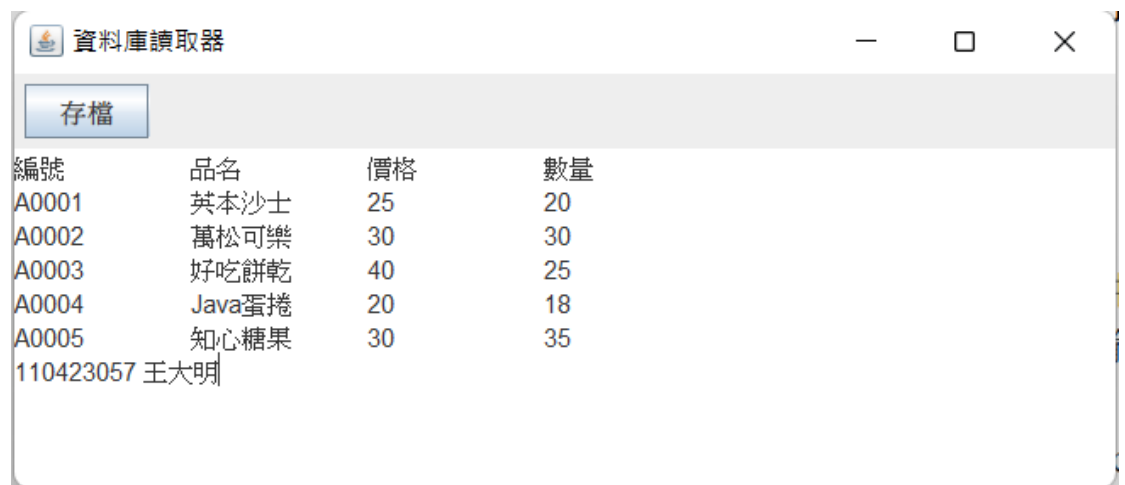 資料庫讀取器
存檔
編號 品名 價格 數量
A0001 英本沙士 25 20
A0002 萬松可樂 30 30
A0003 好吃餅乾 40 25
A0004 Java蛋捲 20 18
A0005 知心糖果 30 35
110423057 王大明